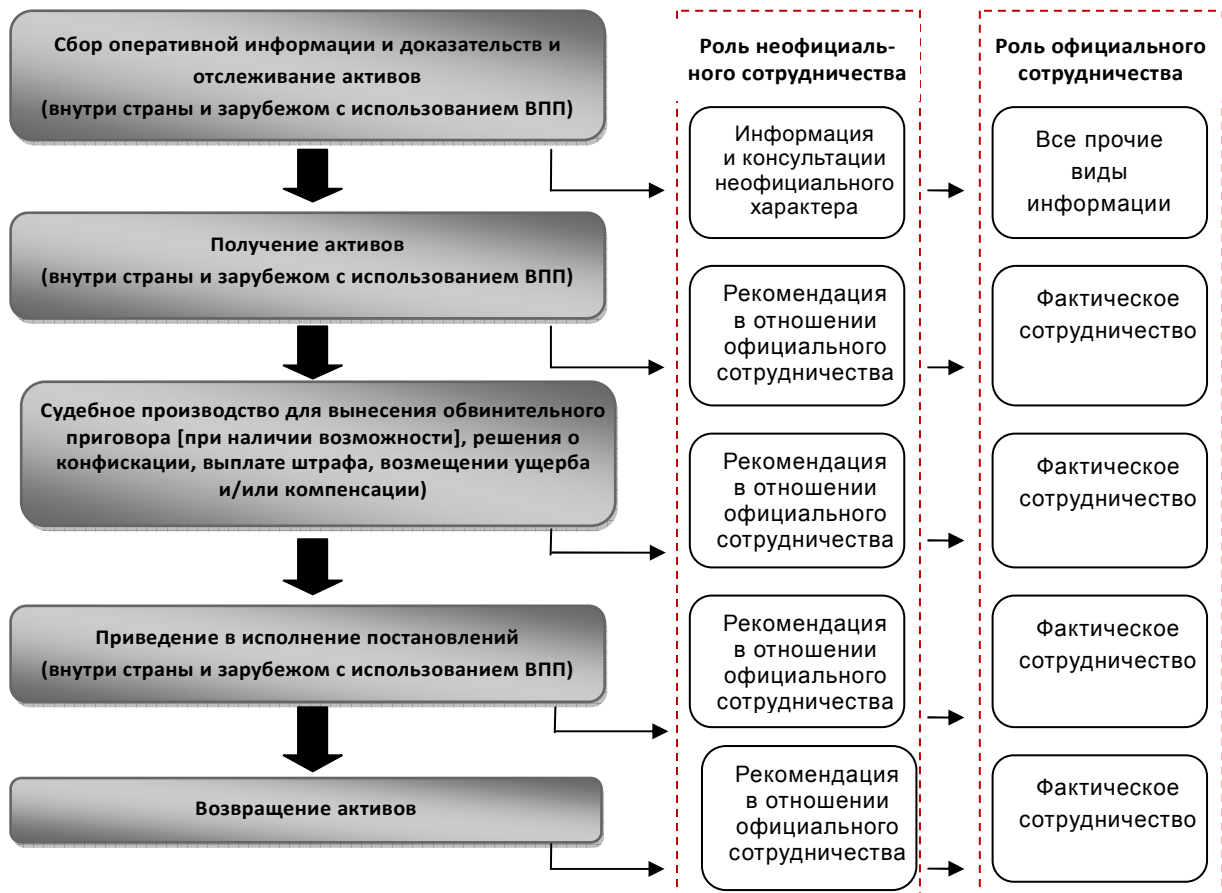 Сбор оперативной информации и доказательств и
отслеживание активов
(внутри страны и зарубежом с использованием ВПП)
Роль неофициаль-
ного сотрудничества
Роль официального
сотрудничества
Информация
и консультации
неофициального
характера
Все прочие
виды
информации
Получение активов
(внутри страны и зарубежом с использованием ВПП)
Рекомендация
в отношении
официального
сотрудничества
Фактическое
сотрудничество
Судебное производство для вынесения обвинительного
приговора [при наличии возможности], решения о
конфискации, выплате штрафа, возмещении ущерба
и/или компенсации)
Рекомендация
в отношении
официального
сотрудничества
Фактическое
сотрудничество
Приведение в исполнение постановлений
(внутри страны и зарубежом с использованием ВПП)
Рекомендация
в отношении
официального
сотрудничества
Фактическое
сотрудничество
Возвращение активов
Рекомендация
в отношении
официального
сотрудничества
Фактическое
сотрудничество